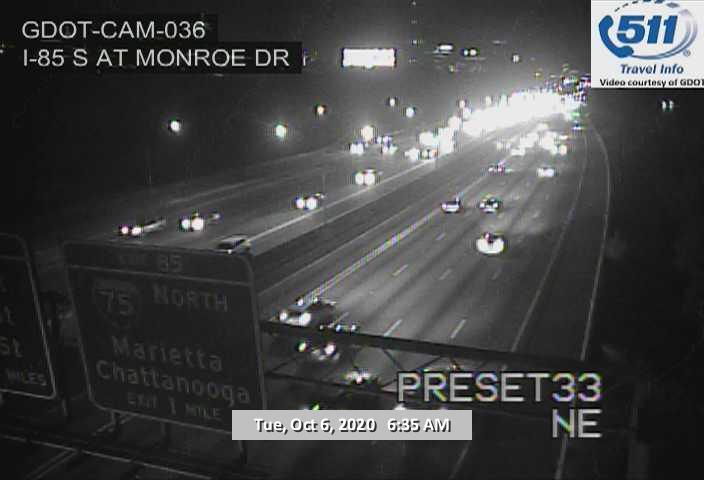 GDOT-CAM-036
I-85 S AT MONROE DR
511
®
Travel Info
Video courtesy of GDOT
EXIT 85
75 NORTH
Marietta
Chattanooga
EXIT 1 MILE
MILES
PRESET33
NE
Tue, Oct 6, 2020 6:35 AM